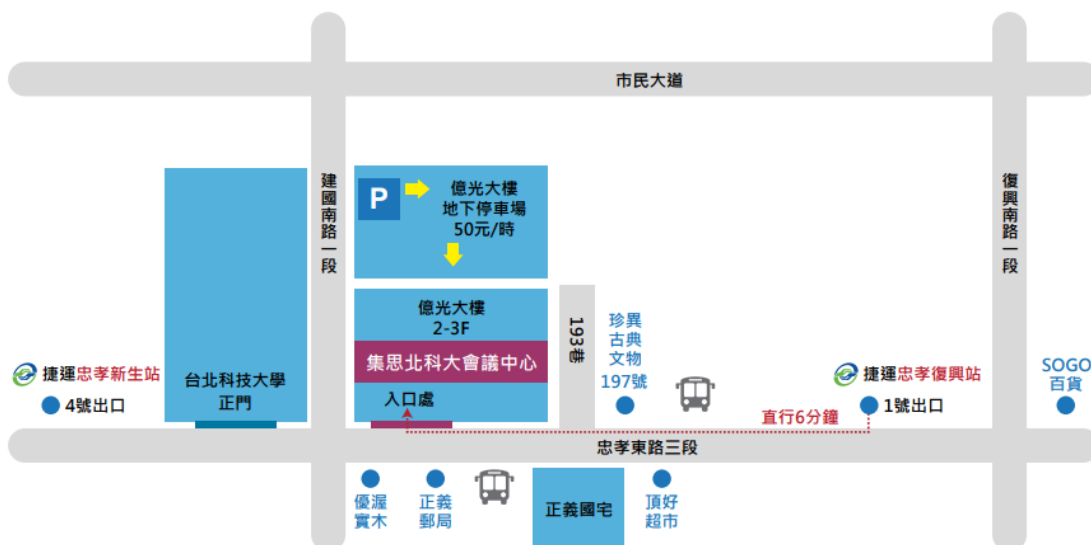 市民大道
建國南路一段
復興南路一段
P
億光大樓
地下停車場
50元/時
億光大樓
2-3F
集思北科大會議中心
入口處
193巷
珍異
古典
文物
197號
捷運忠孝新生站
4號出口
台北科技大學
正門
捷運忠孝復興站
1號出口
SOGO
百貨
直行6分鐘
忠孝東路三段
優渥
實木
正義
郵局
正義國宅
頂好
超市